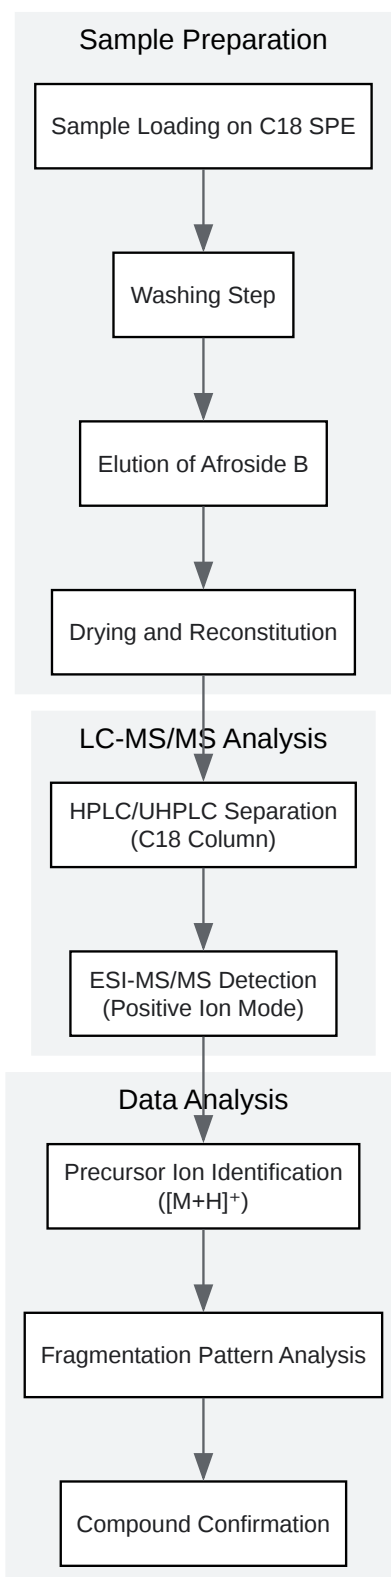 Sample Preparation
Sample Loading on C18 SPE
Washing Step
Elution of Afroside B
Drying and Reconstitution
LC-MS/MS Analysis
HPLC/UHPLC Separation
(C18 Column)
ESI-MS/MS Detection
(Positive Ion Mode)
Data Analysis
Precursor Ion Identification
([M+H]⁺)
Fragmentation Pattern Analysis
Compound Confirmation